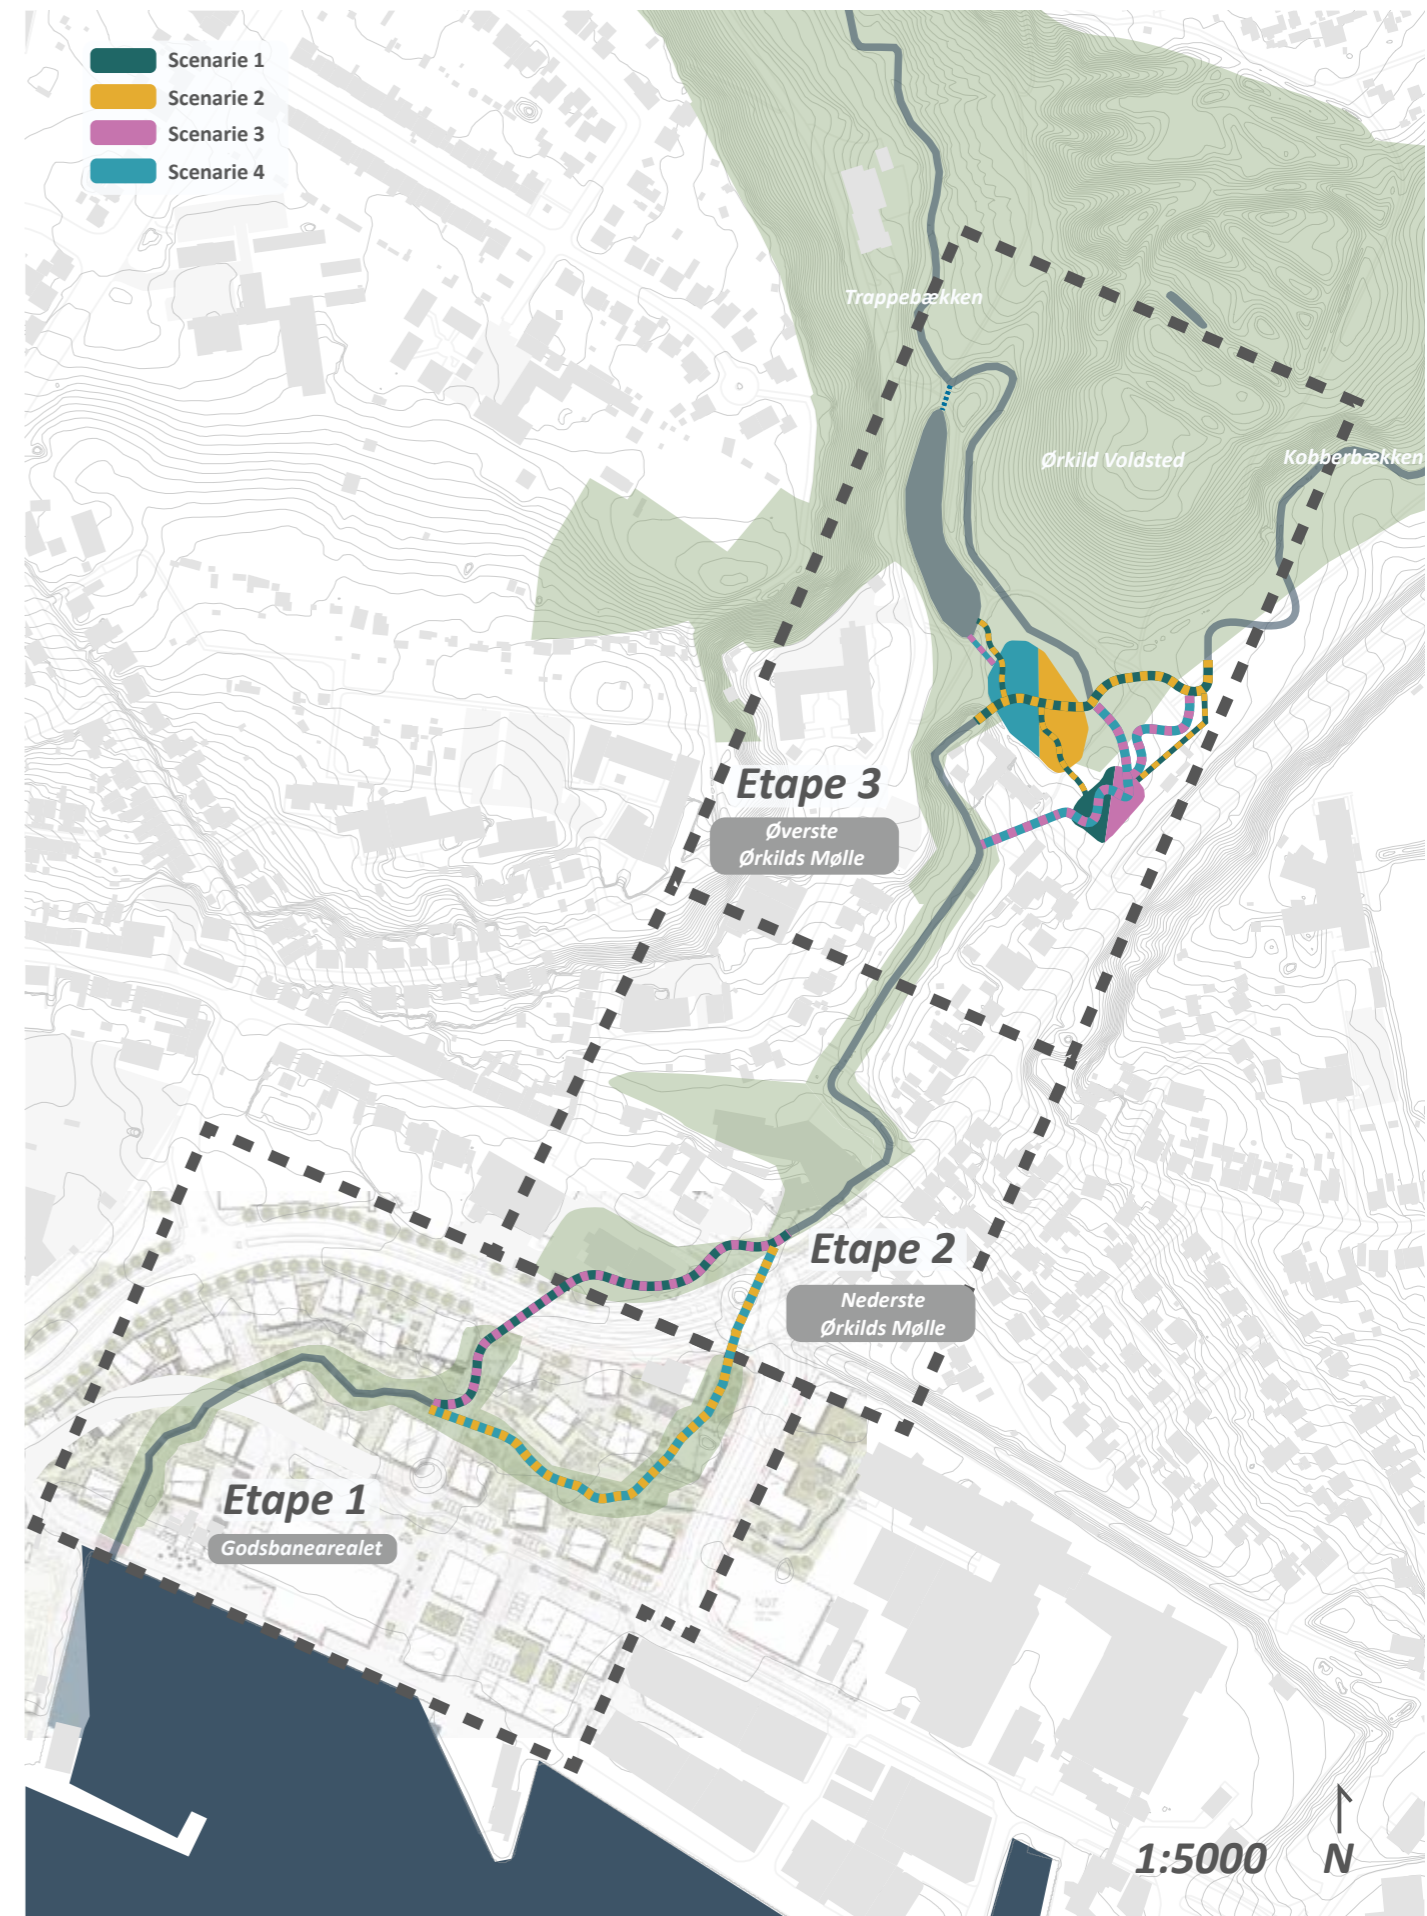 Scenarie 1
Scenarie 2
Scenarie 3
Scenarie 4
Trappebækken
Ørkild Voldsted
Kobberbækken
Etape 3
Øverste
Ørkilds Mølle
Etape 2
Nederste
Ørkilds Mølle
Etape 1
Godsbanearealet
1:5000
N